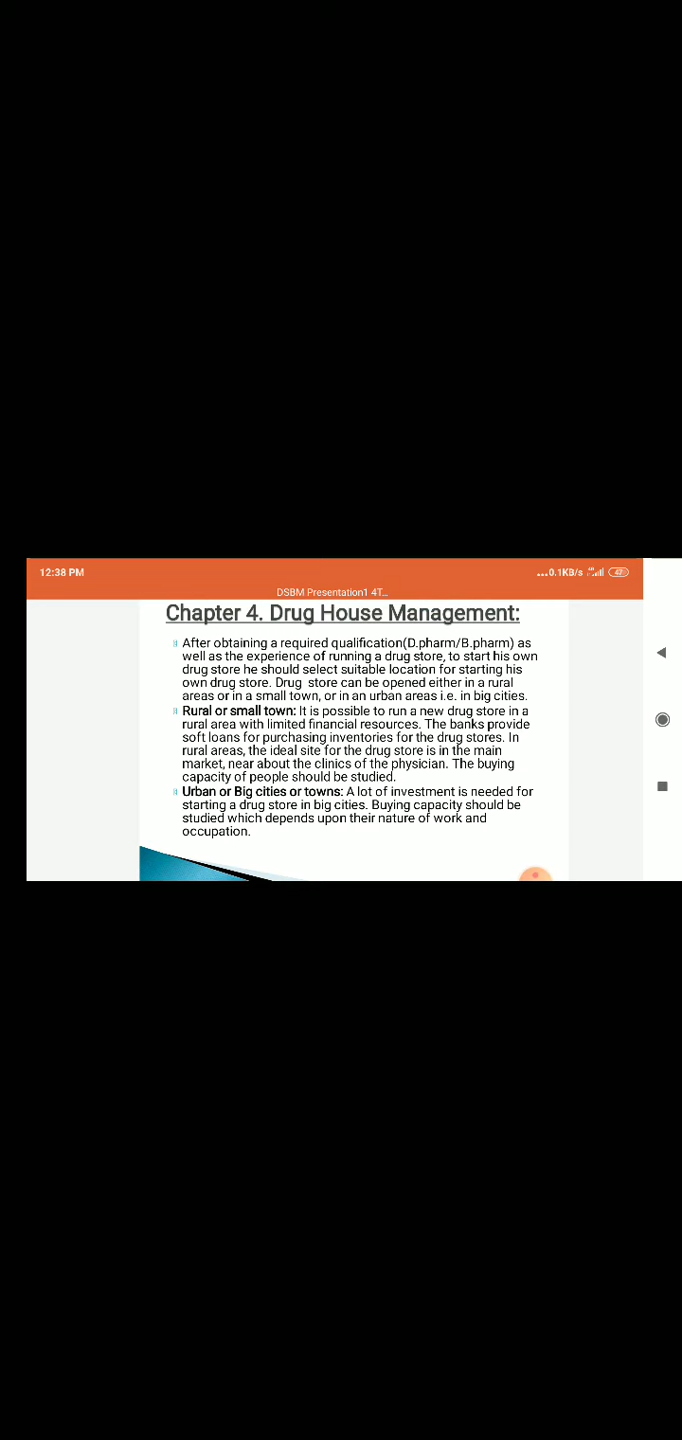 12:38 PM
...0.1KB/s 4G 42
DSBM Presentation1 4T...
Chapter 4. Drug House Management:
After obtaining a required qualification(D.pharm/B.pharm) as
well as the experience of running a drug store, to start his own
drug store he should select suitable location for starting his
own drug store. Drug  store can be opened either in a rural
areas or in a small town, or in an urban areas i.e. in big cities.
Rural or small town: It is possible to run a new drug store in a
rural area with limited financial resources. The banks provide
soft loans for purchasing inventories for the drug stores. In
rural areas, the ideal site for the drug store is in the main
market, near about the clinics of the physician. The buying
capacity of people should be studied.
Urban or Big cities or towns: A lot of investment is needed for
starting a drug store in big cities. Buying capacity should be
studied which depends upon their nature of work and
occupation.